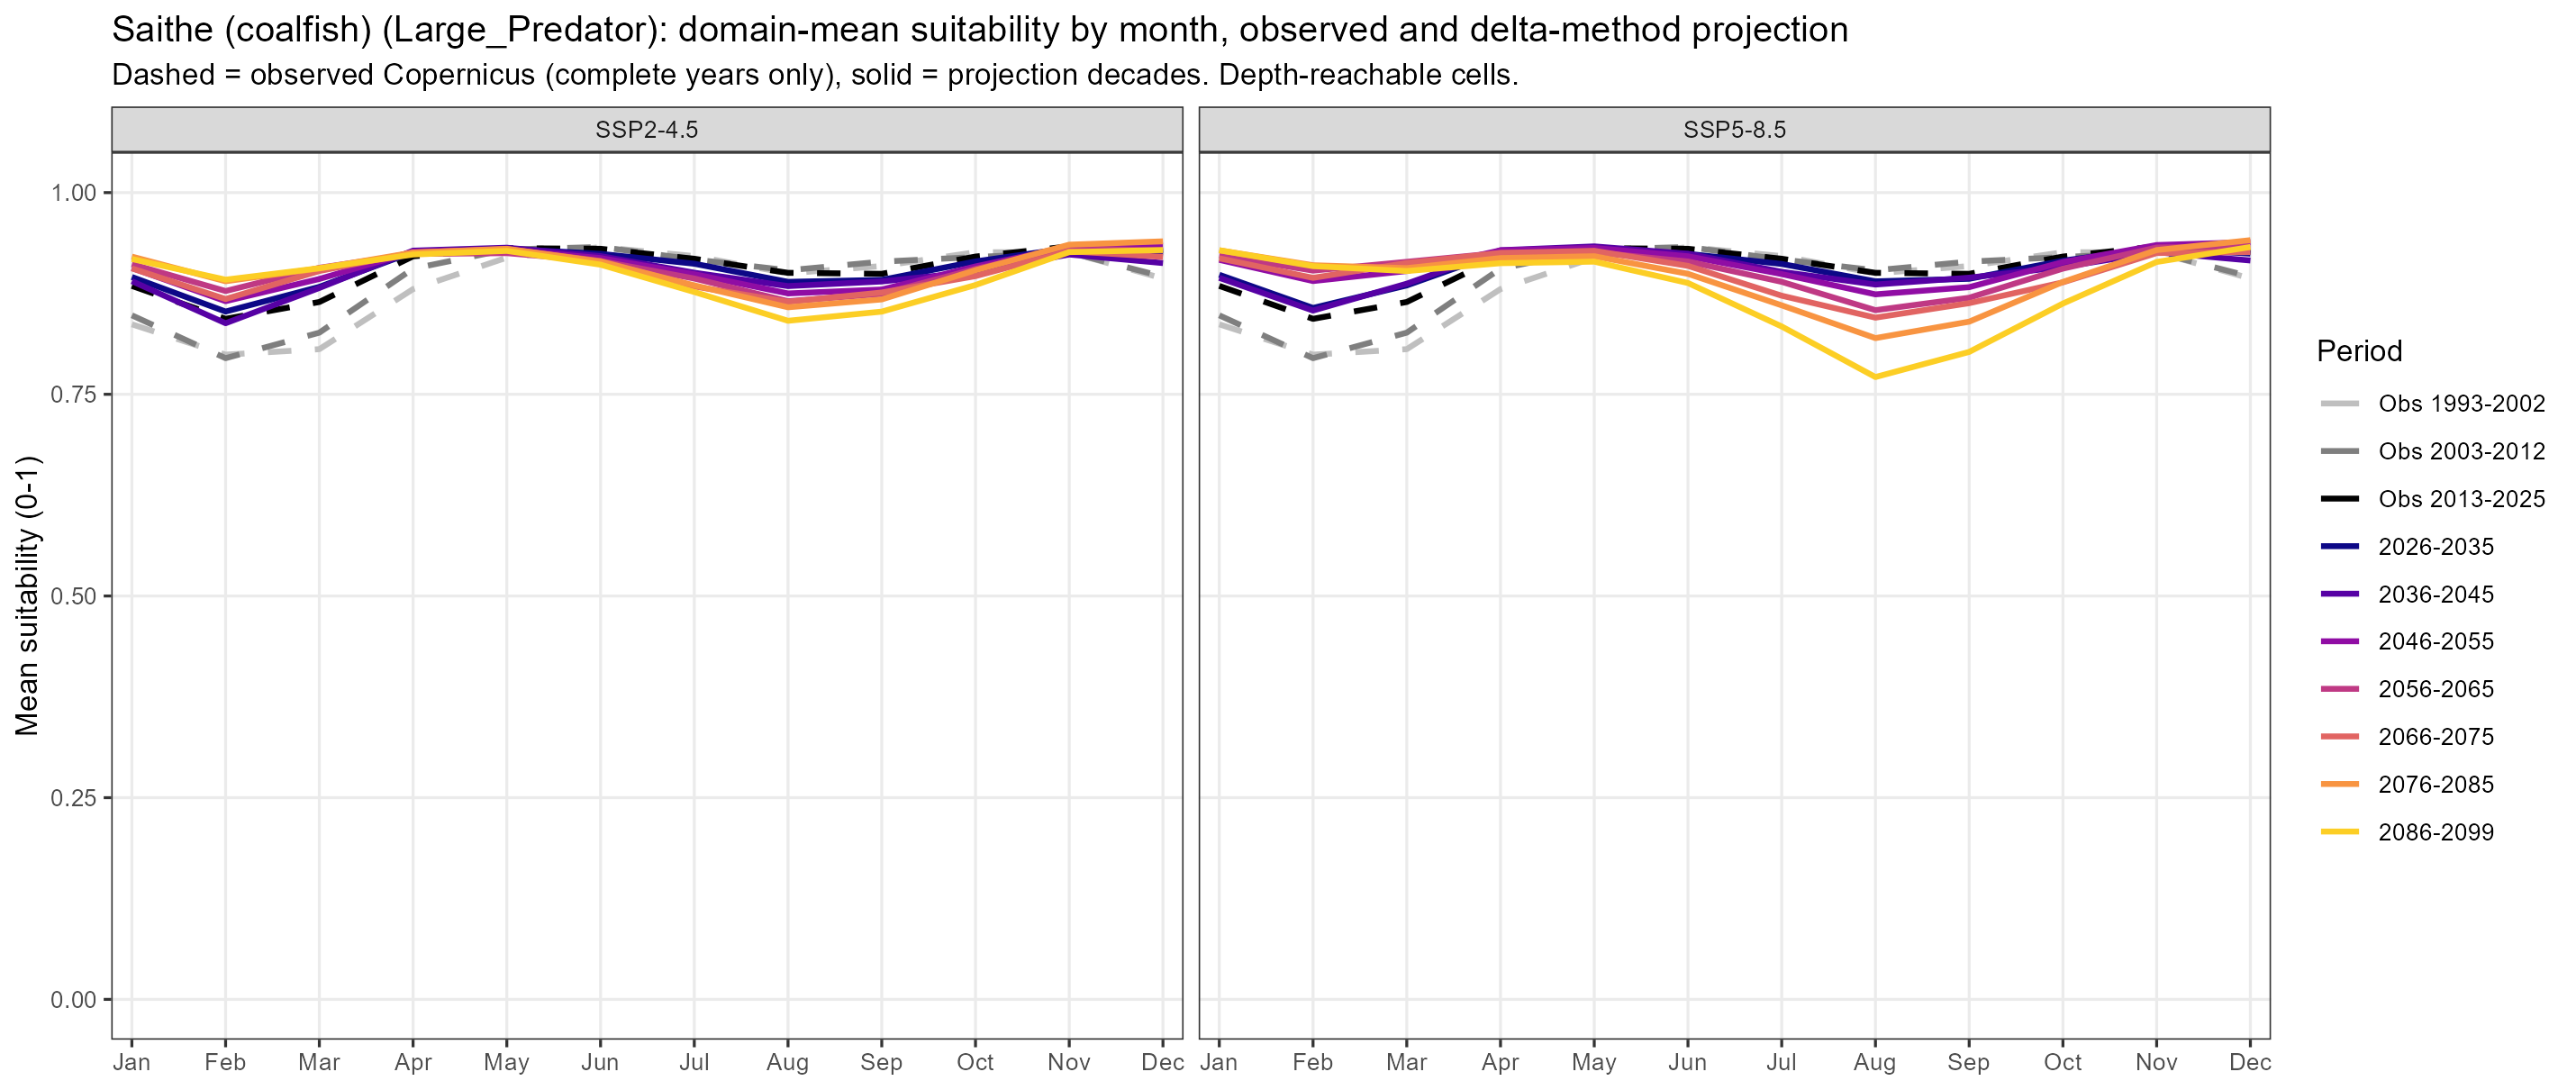 Saithe (coalfish) (Large_Predator): domain-mean suitability by month, observed and delta-method projection
Dashed = observed Copernicus (complete years only), solid = projection decades. Depth-reachable cells.
SSP2-4.5
SSP5-8.5
Mean suitability (0-1)
1.00
0.75
0.50
0.25
0.00
Jan Feb Mar Apr May Jun Jul Aug Sep Oct Nov Dec
Jan Feb Mar Apr May Jun Jul Aug Sep Oct Nov Dec
Period
Obs 1993-2002
Obs 2003-2012
Obs 2013-2025
2026-2035
2036-2045
2046-2055
2056-2065
2066-2075
2076-2085
2086-2099